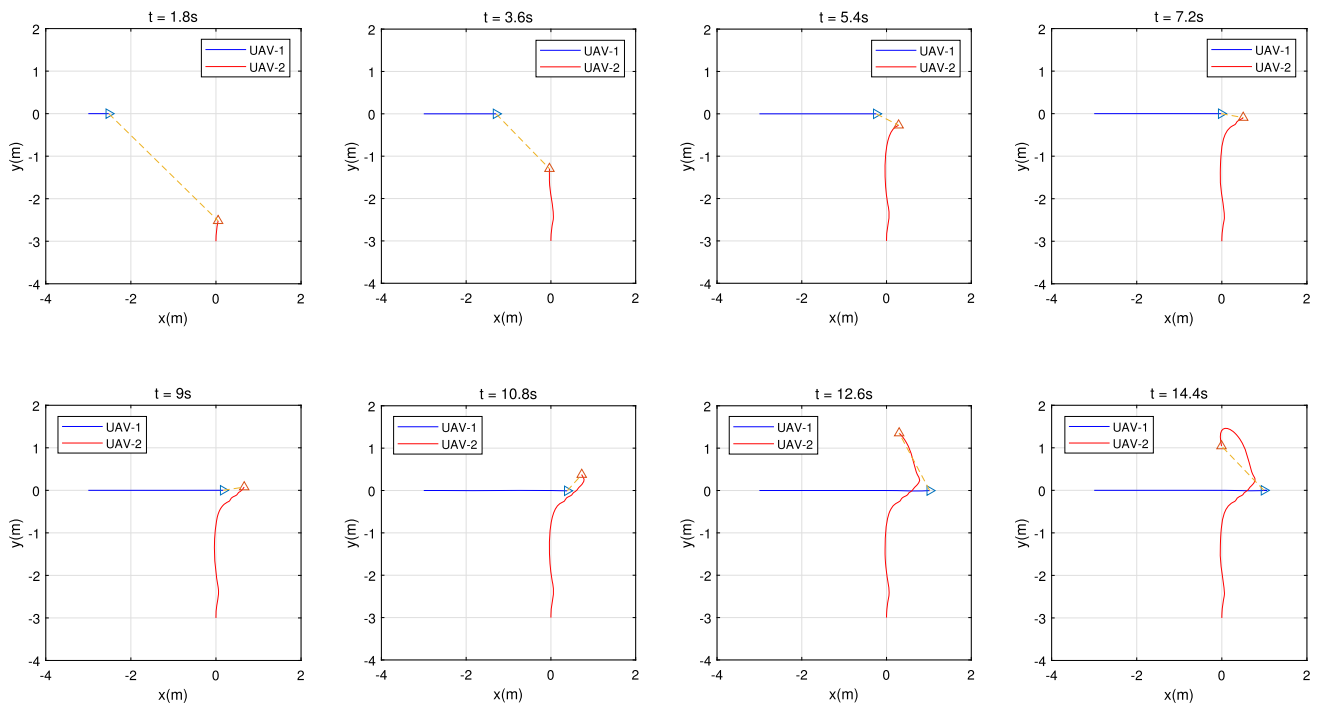 t = 1.8s
UAV-1
UAV-2
2
1
0
-1
-2
-3
-4
y(m)
-4
-2
0
2
x(m)
t = 3.6s
UAV-1
UAV-2
2
1
0
-1
-2
-3
-4
y(m)
-4
-2
0
2
x(m)
t = 5.4s
UAV-1
UAV-2
2
1
0
-1
-2
-3
-4
y(m)
-4
-2
0
2
x(m)
t = 7.2s
UAV-1
UAV-2
2
1
0
-1
-2
-3
-4
y(m)
-4
-2
0
2
x(m)
t = 9s
UAV-1
UAV-2
2
1
0
-1
-2
-3
-4
y(m)
-4
-2
0
2
x(m)
t = 10.8s
UAV-1
UAV-2
2
1
0
-1
-2
-3
-4
y(m)
-4
-2
0
2
x(m)
t = 12.6s
UAV-1
UAV-2
2
1
0
-1
-2
-3
-4
y(m)
-4
-2
0
2
x(m)
t = 14.4s
UAV-1
UAV-2
2
1
0
-1
-2
-3
-4
y(m)
-4
-2
0
2
x(m)